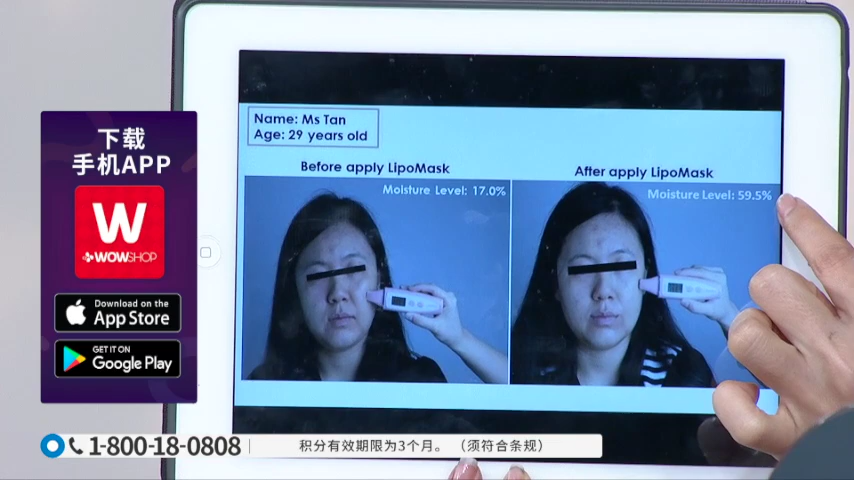 下载
手机APP
W
WOWSHOP
Download on the
App Store
GET IT ON
Google Play
Name: Ms Tan
Age: 29 years old
Before apply LipoMask
After apply LipoMask
Moisture Level: 17.0%
Moisture Level: 59.5%
1-800-18-0808
积分有效期限为3个月。 （须符合条规）